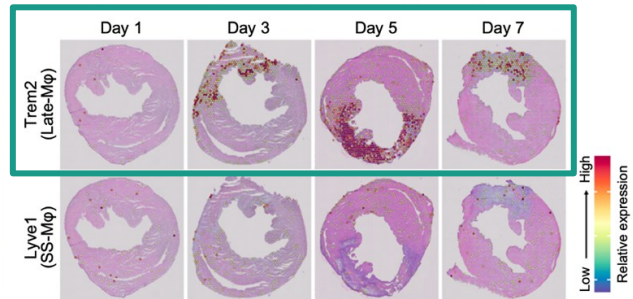 Day 1 Day 3 Day 5 Day 7
Trem2
(Late-Mφ)
Lyve1
(SS-Mφ)
Low High
Relative expression